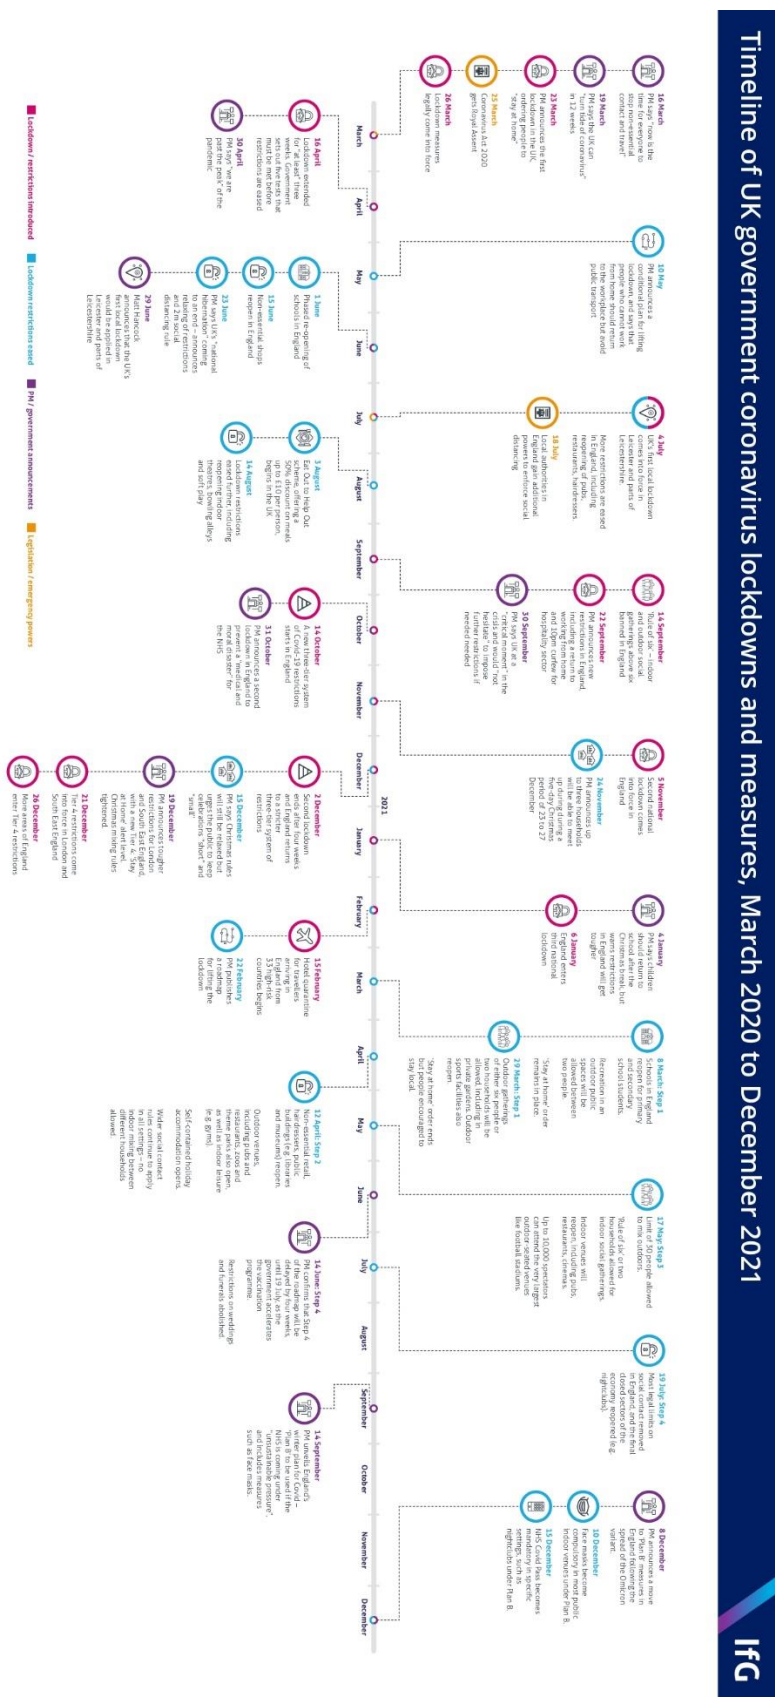 Timeline of UK government coronavirus lockdowns and measures, March 2020 to December 2021
IfG
16 March
PM says "now is the
time for everyone to
stop non-essential
contact and travel"
19 March
PM says the UK can
"turn tide of coronavirus"
in 12 weeks
23 March
PM announces the first
lockdown in the UK,
ordering people to
"stay at home"
25 March
Coronavirus Act 2020
gets Royal Assent
26 March
Lockdown measures
legally come into force
10 May
PM announces a
conditional plan for lifting
lockdown, and says that
people who cannot work
from home should return
to the workplace but avoid
public transport
4 July
UK's first local lockdown
comes into force in
Leicester and parts of
Leicestershire.
More restrictions are eased
in England, including
reopening of pubs,
restaurants, hairdressers
18 July
Local authorities in
England gain additional
powers to enforce social
distancing
14 September
'Rule of six' – indoor
and outdoor social
gatherings above six
banned in England
22 September
PM announces new
restrictions in England,
including a return to
working from home
and 10pm curfew for
hospitality sector
30 September
PM says UK at a
"critical moment" in the
crisis and would "not
hesitate" to impose
further restrictions if
needed needed
5 November
Second national
lockdown comes
into force in
England
24 November
PM announces up
to three households
will be able to meet
up during a
five-day Christmas
period of 23 to 27
December
4 January
PM says children
should return to
school after the
Christmas break, but
warns restrictions
in England will get
tougher
6 January
England enters
third national
lockdown
8 March: Step 1
Schools in England
reopen for primary
and secondary
school students.
Recreation in an
outdoor public
spaces will be
allowed between
two people.
'Stay at home' order
remains in place.
29 March: Step 1
Outdoor gatherings
of either six people or
two households will be
allowed, including in
private gardens. Outdoor
sports facilities also
reopen.
'Stay at home' order ends
but people encouraged to
stay local.
17 May: Step 3
Limit of 30 people allowed
to mix outdoors.
'Rule of six' or two
households allowed for
indoor social gatherings.
Indoor venues will
reopen, including pubs,
restaurants, cinemas.
Up to 10,000 spectators
can attend the very largest
outdoor-seated venues
like football stadiums.
19 July: Step 4
Most legal limits on
social contact removed
in England, and the final
closed sectors of the
economy reopened (e.g.
nightclubs).
8 December
PM announces a move
to 'Plan B' measures in
England following the
spread of the Omicron
variant.
10 December
Face masks become
compulsory in most public
indoor venues under Plan B.
15 December
NHS Covid Pass becomes
mandatory in specific
settings, such as
nightclubs under Plan B.
March
April
May
June
July
August
September
October
November
December
2021
January
February
March
April
May
June
July
August
September
October
November
December
16 April
Lockdown extended
for "at least" three
weeks. Government
sets out five tests that
must be met before
restrictions are eased
30 April
PM says "we are
past the peak" of the
pandemic
1 June
Phased re-opening of
schools in England
15 June
Non-essential shops
reopen in England
23 June
PM says UK's "national
hibernation" coming
to an end – announces
relaxing of restrictions
and 2m social
distancing rule
29 June
Matt Hancock
announces that the UK's
first local lockdown
would be applied in
Leicester and parts of
Leicestershire
3 August
Eat Out to Help Out
scheme, offering a
50% discount on meals
up to £10 per person,
begins in the UK
14 August
Lockdown restrictions
eased further, including
reopening indoor
theatres, bowling alleys
and soft play
14 October
A new three-tier system
of Covid-19 restrictions
starts in England
31 October
PM announces a second
lockdown in England to
prevent a "medical and
moral disaster" for
the NHS
2 December
Second lockdown
ends after four weeks
and England returns
to a stricter
three-tier system of
restrictions
15 December
PM says Christmas rules
will still be relaxed but
urges the public to keep
celebrations "short" and
"small"
19 December
PM announces tougher
restrictions for London
and South East England,
with a new Tier 4: 'Stay
at Home' alert level.
Christmas mixing rules
tightened.
21 December
Tier 4 restrictions come
into force in London and
South East England
26 December
More areas of England
enter Tier 4 restrictions
15 February
Hotel quarantine
for travellers
arriving in
England from
33 high-risk
countries begins
22 February
PM publishes
a roadmap
for lifting the
lockdown
12 April: Step 2
Non-essential retail,
hairdressers, public
buildings (e.g. libraries
and museums) reopen.
Outdoor venues,
including pubs and
restaurants, zoos and
theme parks also open,
as well as indoor leisure
(e.g. gyms).
Self-contained holiday
accommodation opens.
Wider social contact
rules continue to apply
in all settings – no
indoor mixing between
different households
allowed.
14 June: Step 4
PM confirms that Step 4
of the roadmap will be
delayed by four weeks,
until 19 July, as the
government accelerates
the vaccination
programme.
Restrictions on weddings
and funerals abolished
14 September
PM unveils England's
winter plan for Covid –
'Plan B' to be used if the
NHS is coming under
"unsustainable pressure",
and includes measures
such as face masks.
Lockdown / restrictions introduced
Lockdown restrictions eased
PM / government announcements
Legislation / emergency powers